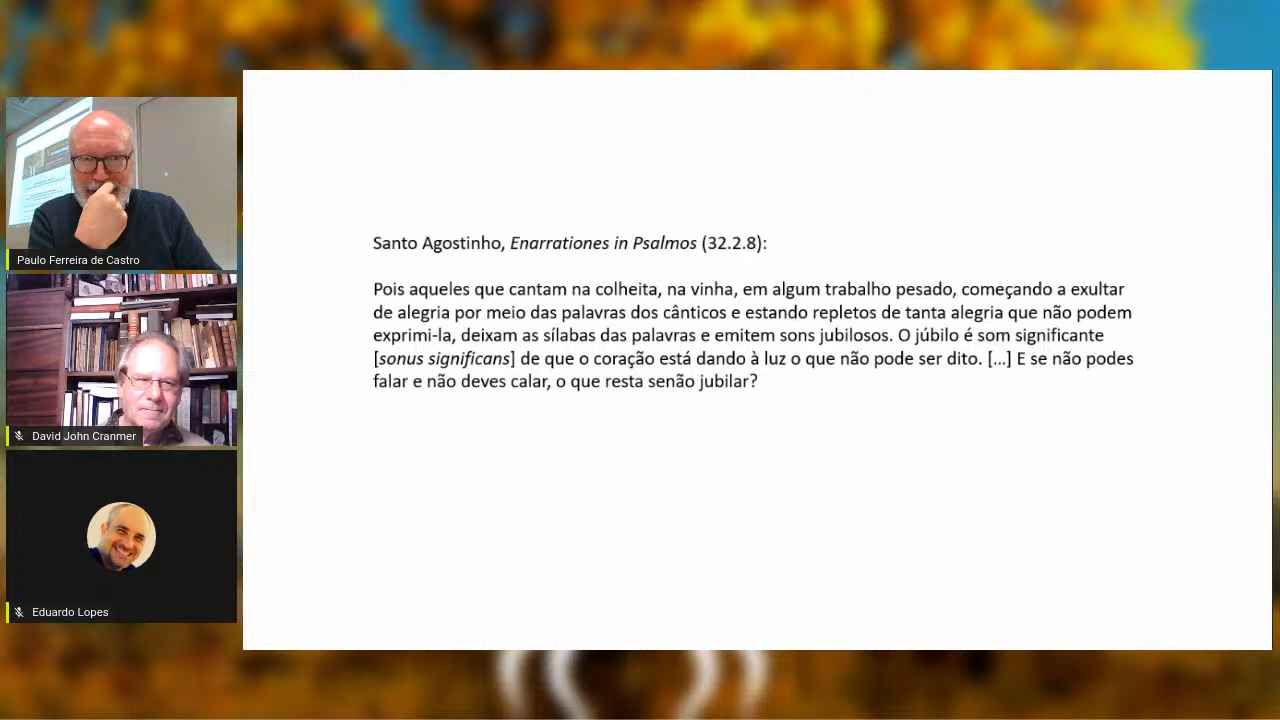 Paulo Ferreira de Castro
David John Cranmer
Eduardo Lopes
Santo Agostinho, Enarrationes in Psalmos (32.2.8):
Pois aqueles que cantam na colheita, na vinha, em algum trabalho pesado, começando a exultar
de alegria por meio das palavras dos cânticos e estando repletos de tanta alegria que não podem
exprimi-la, deixam as sílabas das palavras e emitem sons jubilosos. O júbilo é som significante
[sonus significans] de que o coração está dando à luz o que não pode ser dito. [...] E se não podes
falar e não deves calar, o que resta senão jubilar?